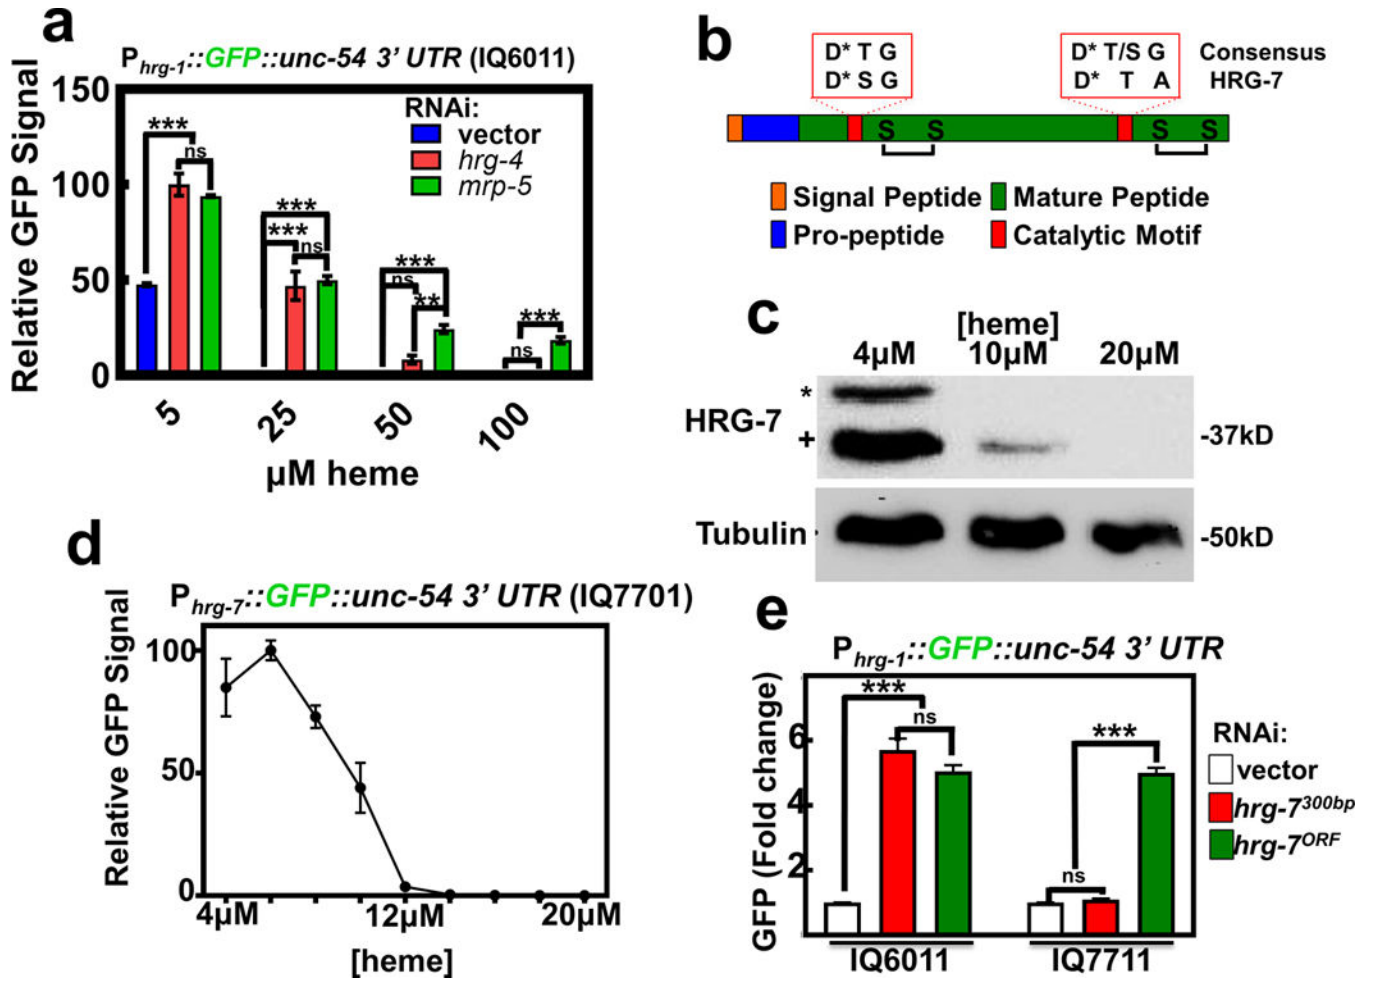 a
P hrg-1::GFP::unc-54 3’ UTR (IQ6011)
Relative GFP Signal
150
100
50
0
RNAi:
vector
hrg-4
mrp-5
***
ns
***
***
ns
***
ns
**
***
ns
5
25
50
100
µM heme
b
D* T G
D* S G
D* T/S G
D* T A
Consensus
HRG-7
S S S S
Signal Peptide
Mature Peptide
Pro-peptide
Catalytic Motif
c
[heme]
4µM 10µM 20µM
*
HRG-7
+
-37kD
Tubulin
-50kD
d
P hrg-7::GFP::unc-54 3’ UTR (IQ7701)
Relative GFP Signal
100
50
0
4µM 12µM 20µM
[heme]
e
P hrg-1::GFP::unc-54 3’ UTR
GFP (Fold change)
6
4
2
***
ns
***
ns
IQ6011 IQ7711
RNAi:
vector
hrg-7 300bp
hrg-7 ORF